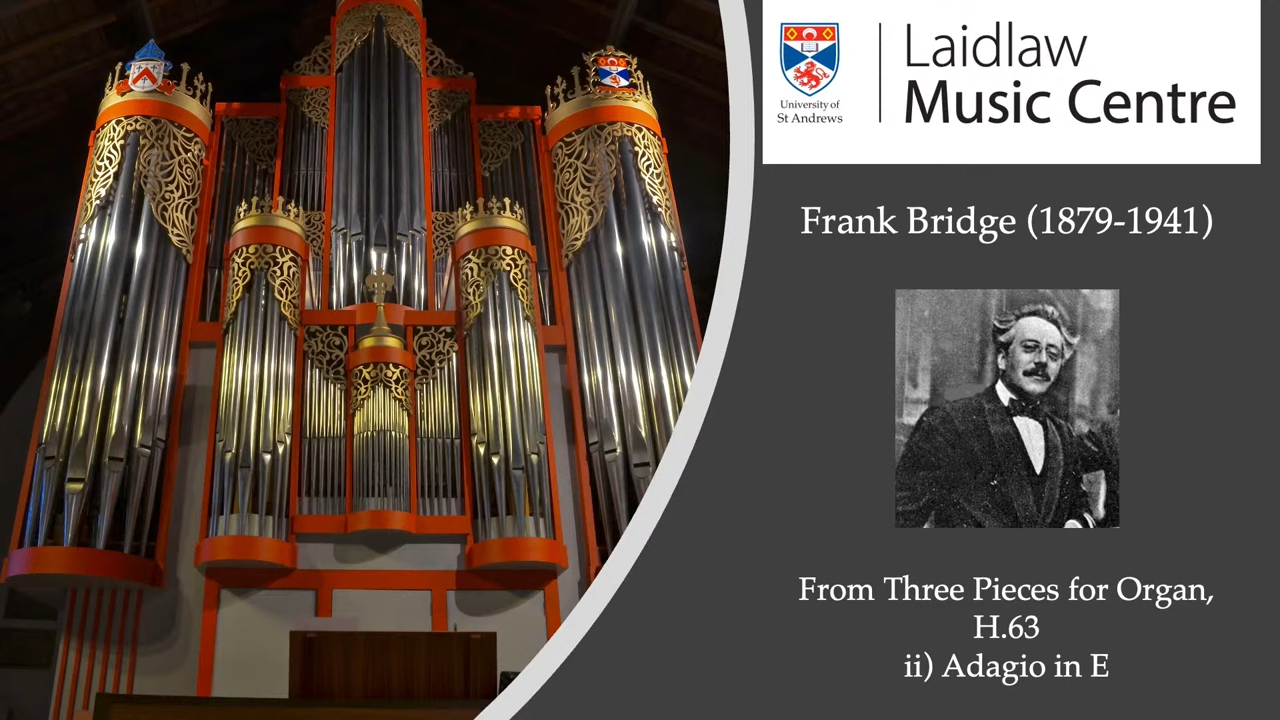 University of
St Andrews
Laidlaw
Music Centre
Frank Bridge (1879-1941)
From Three Pieces for Organ,
H.63
ii) Adagio in E